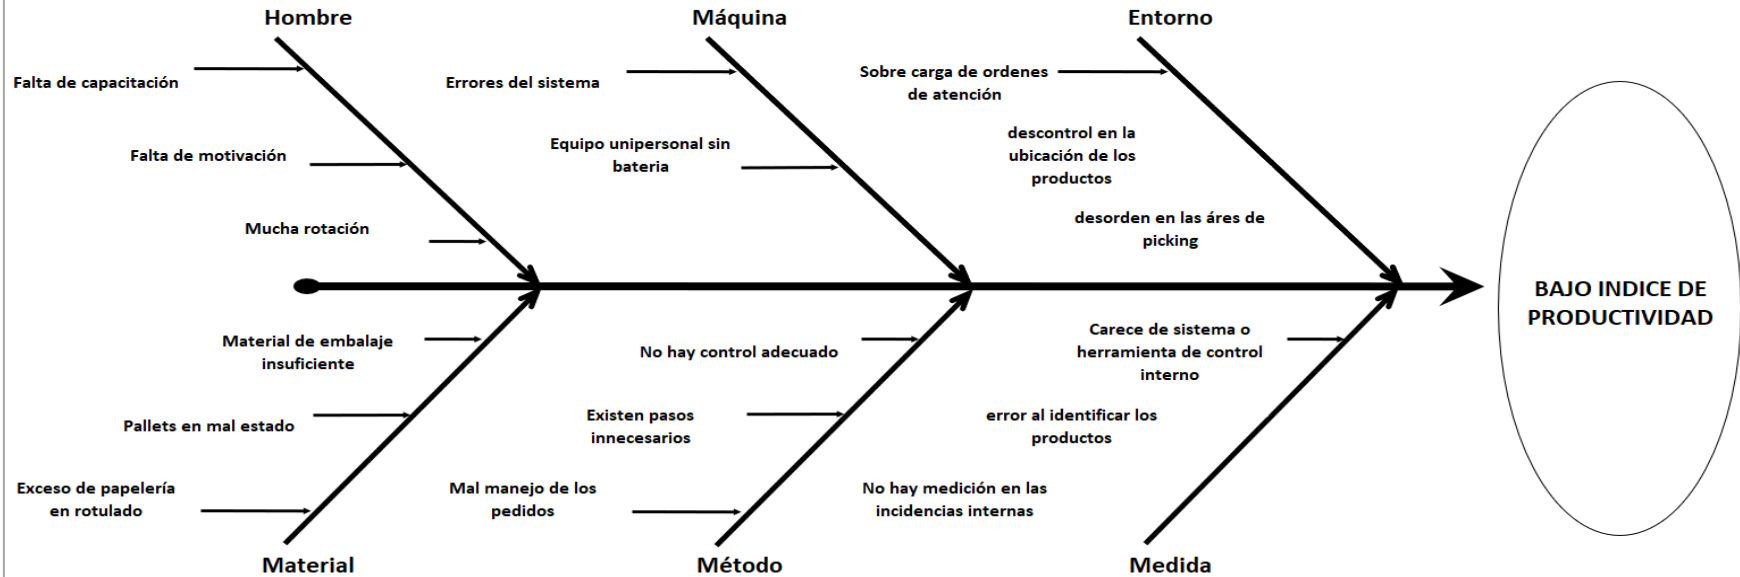 Hombre
Máquina
Entorno
Falta de capacitación
Errores del sistema
Sobre carga de ordenes
de atención
Falta de motivación
Equipo unipersonal sin
bateria
descontrol en la
ubicación de los
productos
Mucha rotación
desorden en las áres de
picking
BAJO INDICE DE
PRODUCTIVIDAD
Material de embalaje
insuficiente
No hay control adecuado
Carece de sistema o
herramienta de control
interno
Pallets en mal estado
Existen pasos
innecesarios
error al identificar los
productos
Exceso de papelería
en rotulado
Mal manejo de los
pedidos
No hay medición en las
incidencias internas
Material
Método
Medida